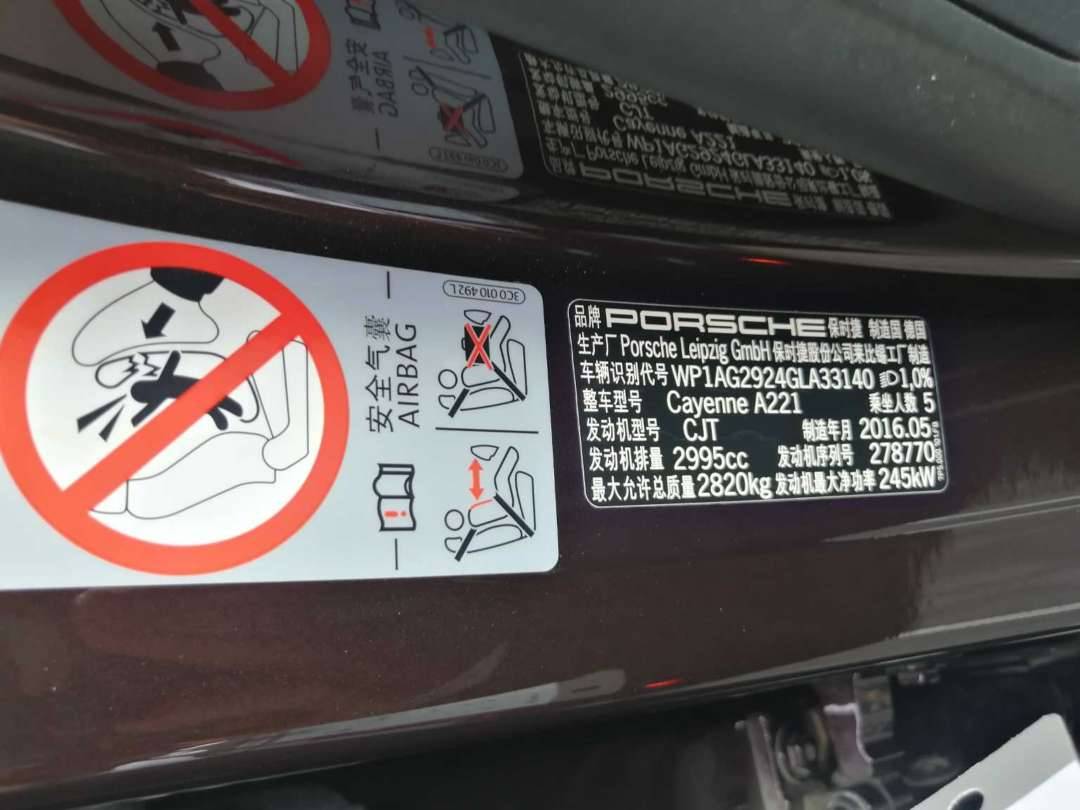 3C0 010 492 L
安全气囊
AIRBAG
品牌 PORSCHE 保时捷 制造国 德国
生产厂 Porsche Leipzig GmbH 保时捷股份公司莱比锡工厂制造
车辆识别代号 WP1AG2924GLA33140 1,0%
整车型号 Cayenne A221 乘坐人数 5
发动机型号 CJT 制造年月 2016.05
发动机排量 2995cc 发动机序列号 278770
最大允许总质量 2820kg 发动机最大净功率 245kW